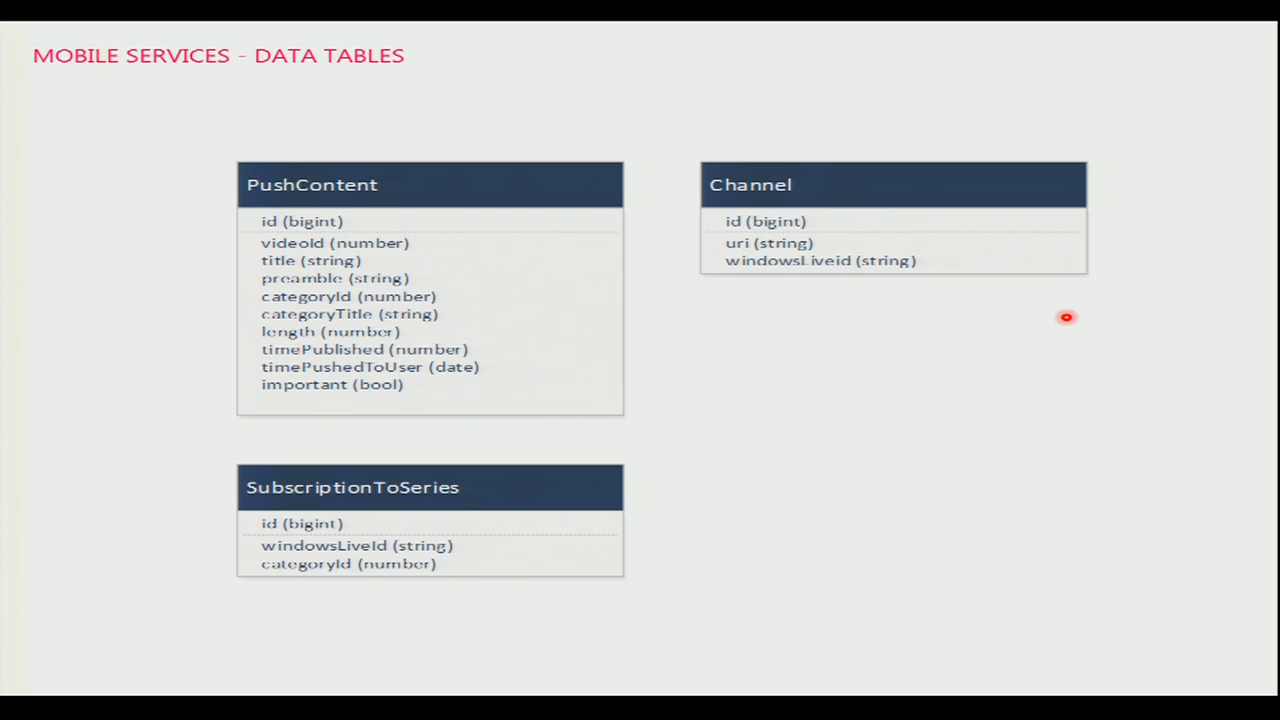 MOBILE SERVICES - DATA TABLES
PushContent
id (bigint)
videoId (number)
title (string)
preamble (string)
categoryId (number)
categoryTitle (string)
length (number)
timePublished (number)
timePushedToUser (date)
important (bool)
Channel
id (bigint)
uri (string)
windowsLiveid (string)
SubscriptionToSeries
id (bigint)
windowsLiveId (string)
categoryId (number)